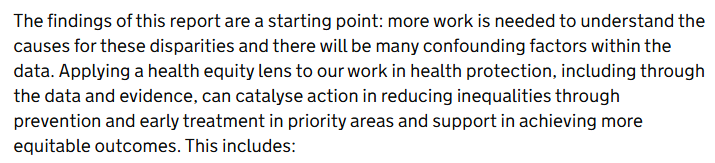 The findings of this report are a starting point: more work is needed to understand the
causes for these disparities and there will be many confounding factors within the
data. Applying a health equity lens to our work in health protection, including through
the data and evidence, can catalyse action in reducing inequalities through
prevention and early treatment in priority areas and support in achieving more
equitable outcomes. This includes: